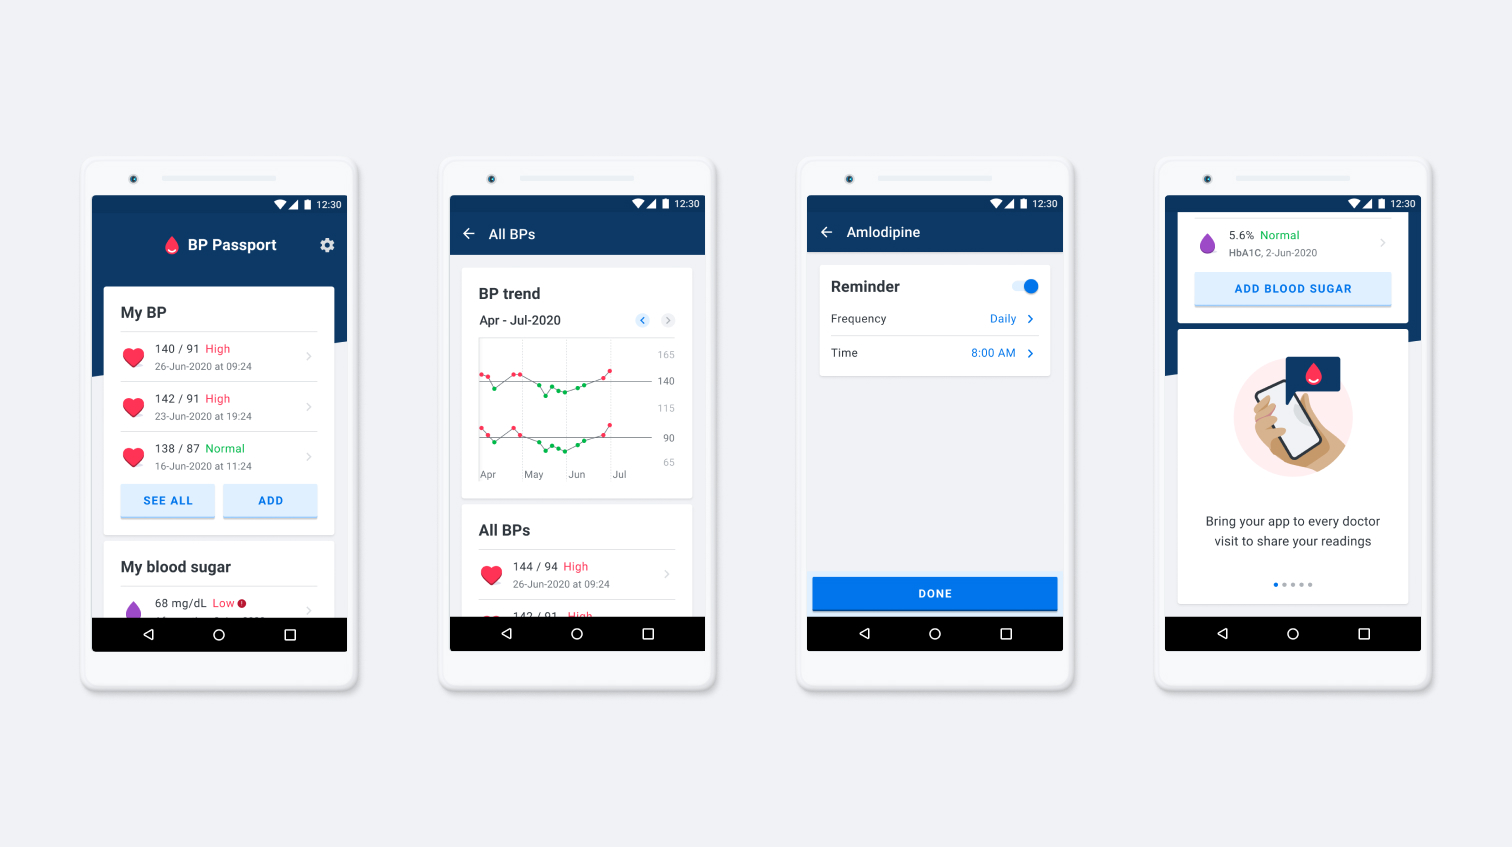 12:30
BP Passport
My BP
140 / 91 High
26-Jun-2020 at 09:24
142 / 91 High
23-Jun-2020 at 19:24
138 / 87 Normal
16-Jun-2020 at 11:24
SEE ALL ADD
My blood sugar
68 mg/dL Low
12:30
All BPs
BP trend
Apr - Jul-2020
165
140
115
90
65
Apr May Jun Jul
All BPs
144 / 94 High
26-Jun-2020 at 09:24
142 / 91 High
12:30
Amlodipine
Reminder
Frequency Daily
Time 8:00 AM
DONE
12:30
5.6% Normal
HbA1C, 2-Jun-2020
ADD BLOOD SUGAR
Bring your app to every doctor
visit to share your readings